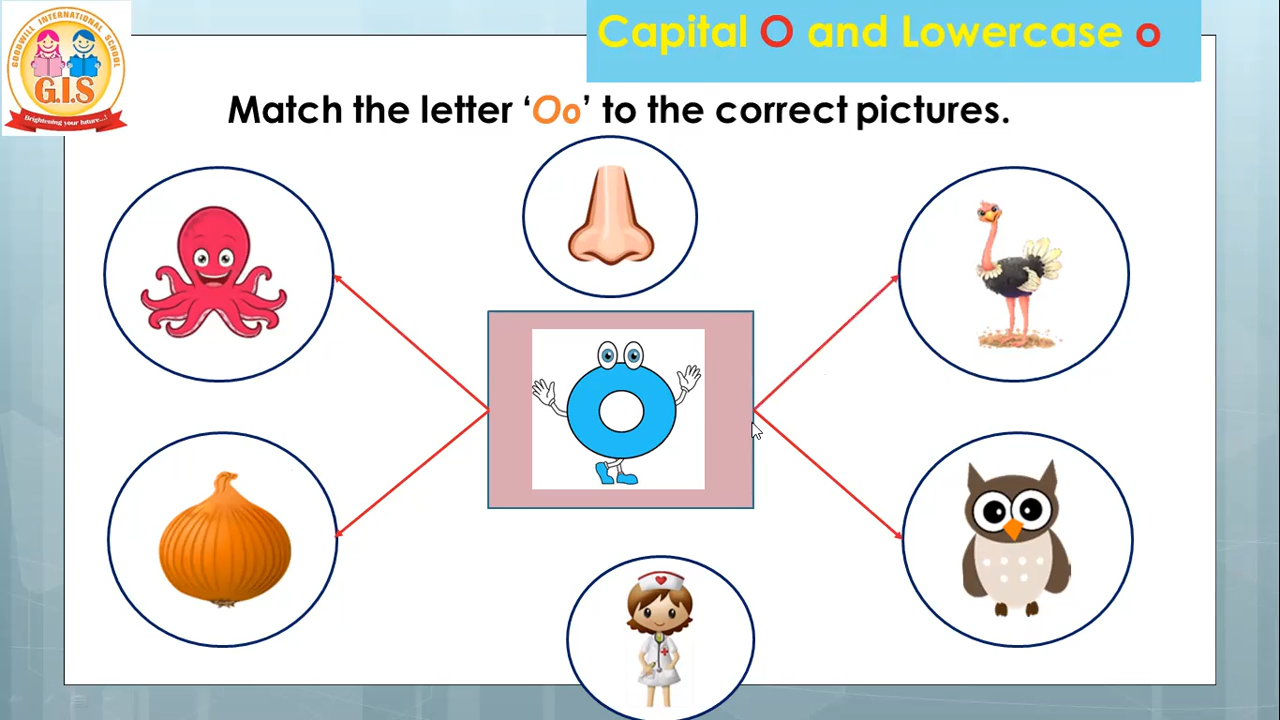 GOODWILL INTERNATIONAL SCHOOL
G.I.S
Brightening your future...!
Capital O and Lowercase o
Match the letter ‘Oo’ to the correct pictures.